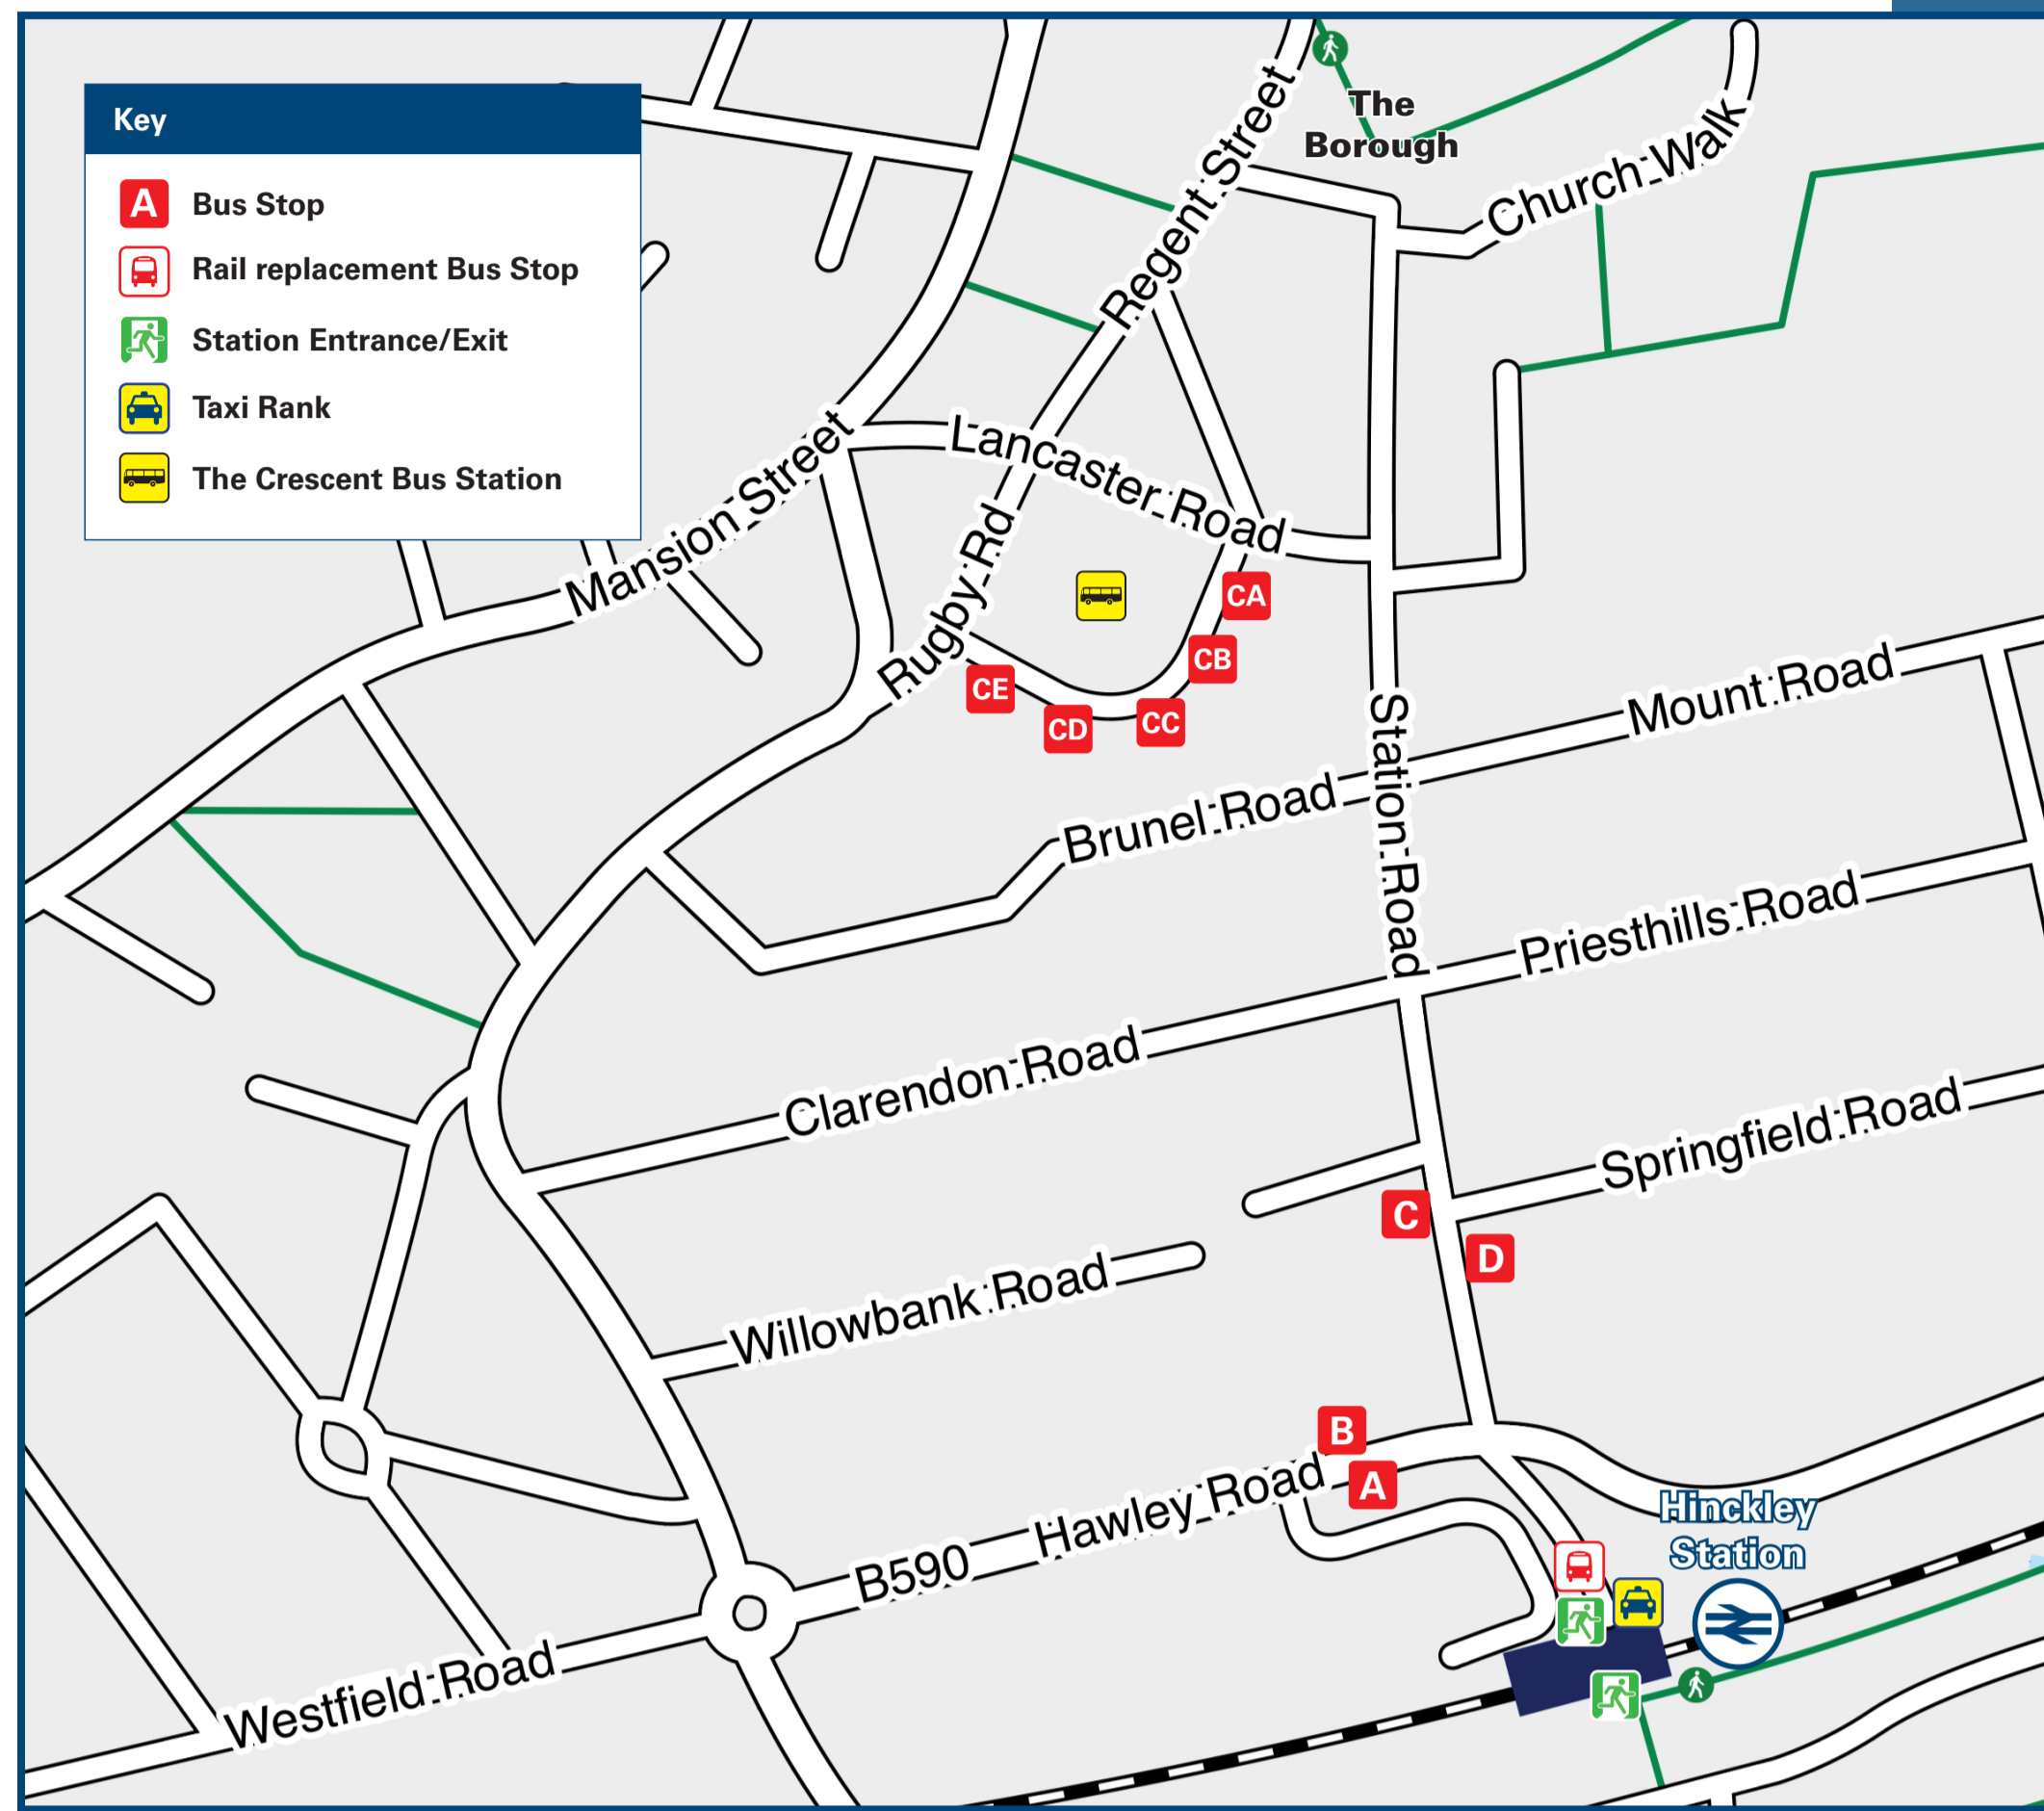 Key
A Bus Stop
Rail replacement Bus Stop
Station Entrance/Exit
Taxi Rank
The Crescent Bus Station
The
Borough
Regent Street
Church Walk
Lancaster Road
Mansion Street
Rugby Rd
CA
CB
CE
CD
CC
Station Road
Mount Road
Brunel Road
Priesthills Road
Clarendon Road
Springfield Road
C
D
Willowbank Road
B
A
Hawley Road
B590
Hinckley
Station
Westfield Road